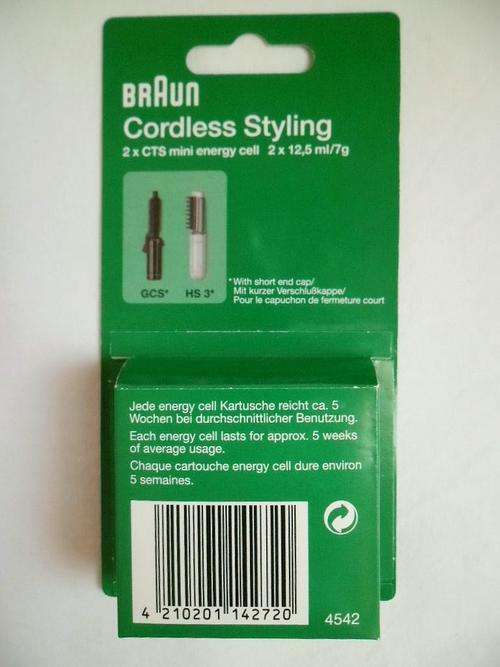 BRAUN
Cordless Styling
2 x CTS mini energy cell 2 x 12,5 ml/7g
GCS* HS 3*
*With short end cap/
Mit kurzer Verschlußkappe/
Pour le capuchon de fermeture court
Jede energy cell Kartusche reicht ca. 5
Wochen bei durchschnittlicher Benutzung.
Each energy cell lasts for approx. 5 weeks
of average usage.
Chaque cartouche energy cell dure environ
5 semaines.
4 210201 142720
4542